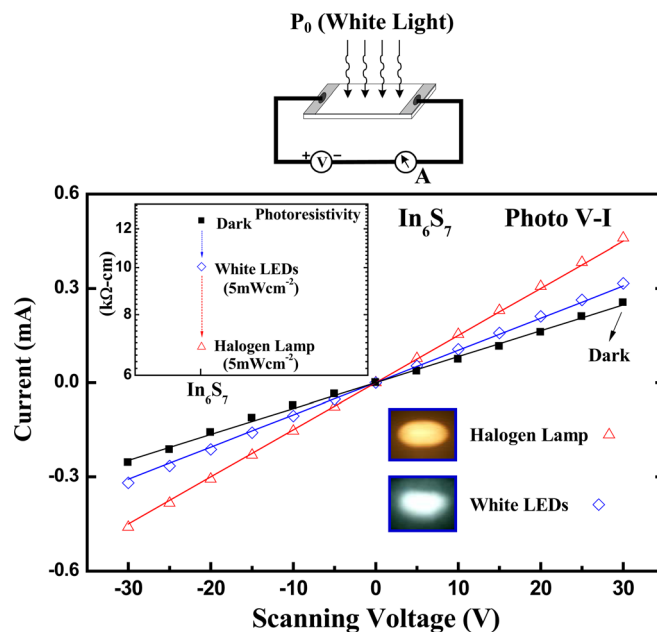 P₀ (White Light)
+ V −
A
In₆S₇ Photo V-I
Photoresistivity
Dark
White LEDs
(5mWcm⁻²)
Halogen Lamp
(5mWcm⁻²)
(kΩ-cm)
12
10
8
6
In₆S₇
Dark
Halogen Lamp
White LEDs
Current (mA)
0.6
0.3
0.0
-0.3
-0.6
-30 -20 -10 0 10 20 30
Scanning Voltage (V)